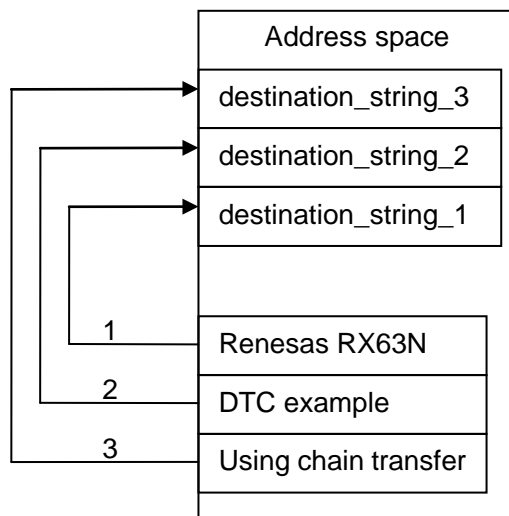 Address space
destination_string_3
destination_string_2
destination_string_1
1 Renesas RX63N
2 DTC example
3 Using chain transfer